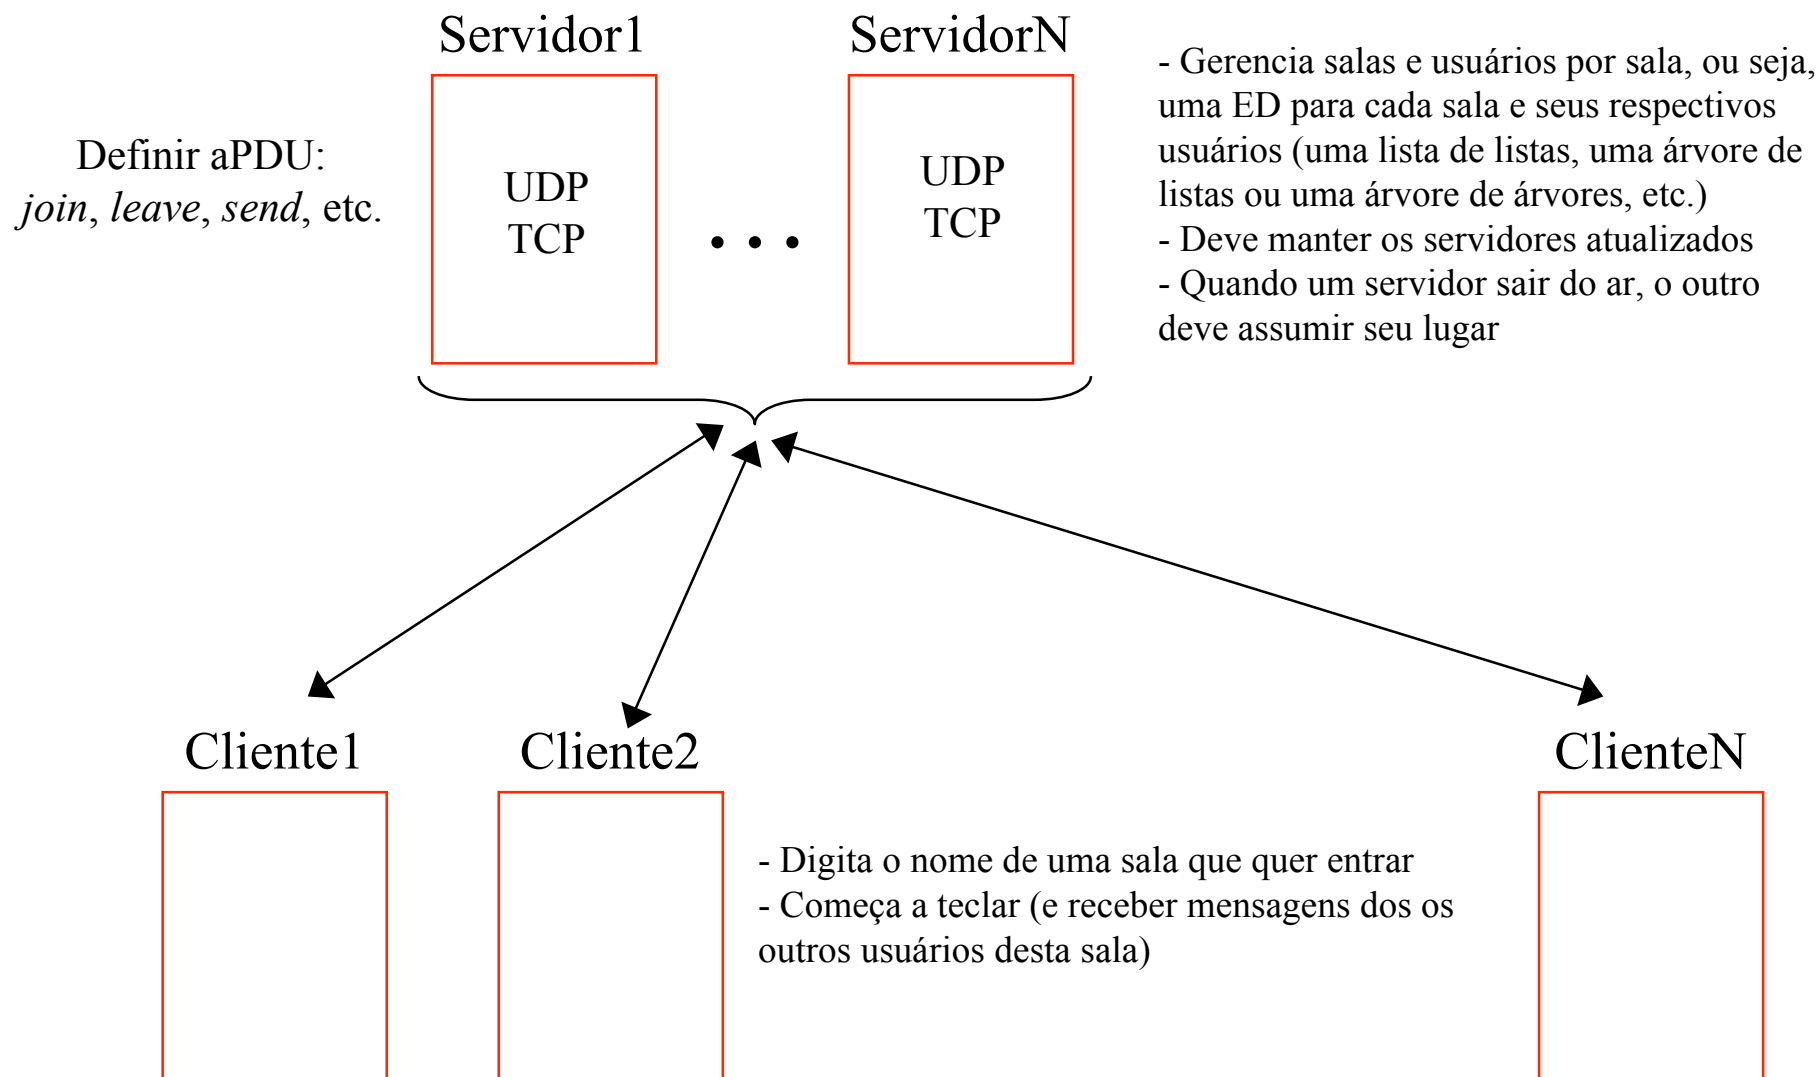 Servidor1
ServidorN
- Gerencia salas e usuários por sala, ou seja,
uma ED para cada sala e seus respectivos
usuários (uma lista de listas, uma árvore de
listas ou uma árvore de árvores, etc.)
- Deve manter os servidores atualizados
- Quando um servidor sair do ar, o outro
deve assumir seu lugar
Definir aPDU:
join, leave, send, etc.
UDP
TCP
. . .
UDP
TCP
Cliente1
Cliente2
ClienteN
- Digita o nome de uma sala que quer entrar
- Começa a teclar (e receber mensagens dos os
outros usuários desta sala)